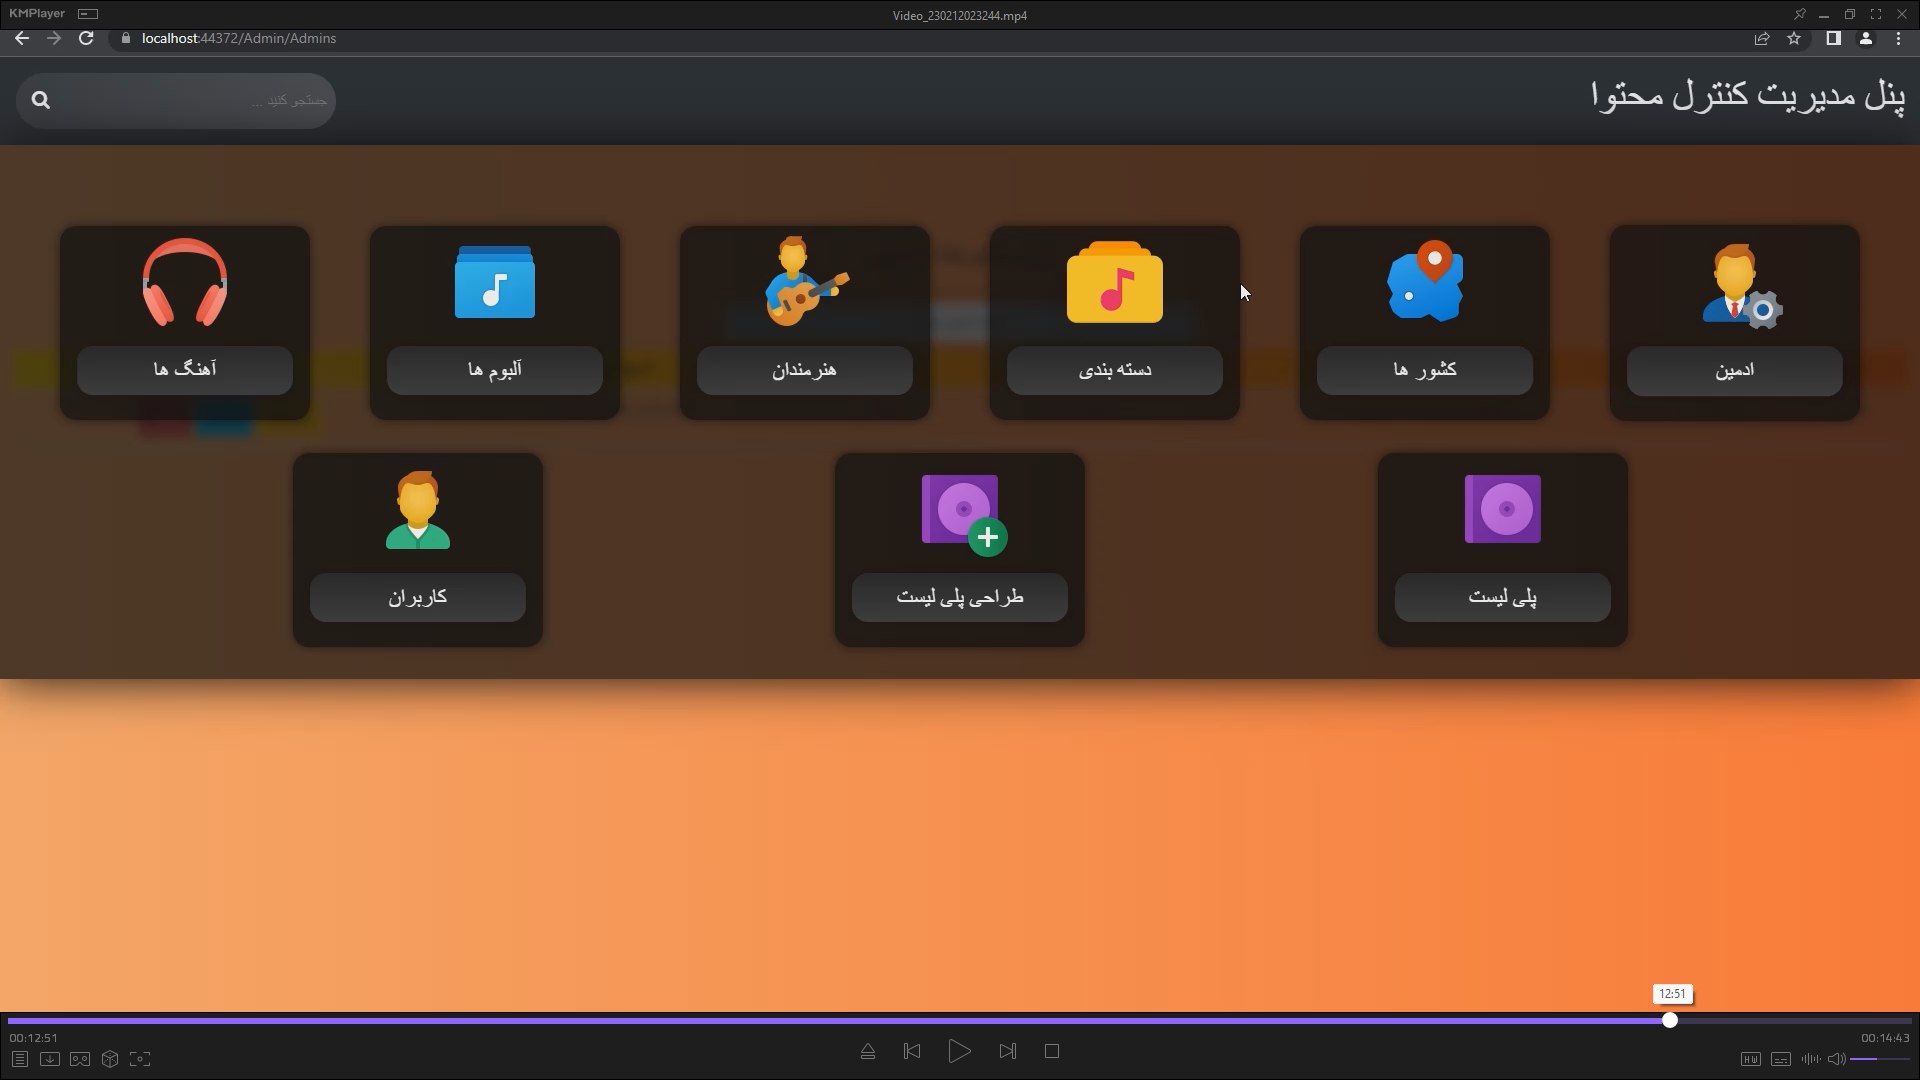 KMPlayer
Video_230212023244.mp4
localhost:44372/Admin/Admins
پنل مدیریت کنترل محتوا
جستجو کنید ...
ادمین
کشور ها
دسته بندی
هنرمندان
آلبوم ها
آهنگ ها
پلی لیست
طراحی پلی لیست
کاربران
12:51
00:12:51
00:14:43
HW